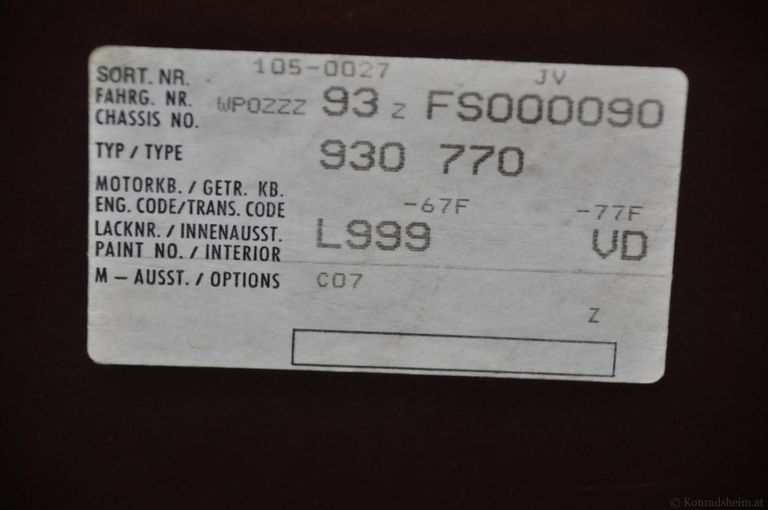 SORT. NR. 105-0027 JV
FAHRG. NR. WPOZZZ 93 Z FS000090
CHASSIS NO.
TYP / TYPE 930 770
MOTORKB. / GETR. KB.
ENG. CODE/TRANS. CODE -67F -77F
LACKNR. / INNENAUSST. L999 VD
PAINT NO. / INTERIOR
M – AUSST. / OPTIONS C07
Z
© Konradsheim.at